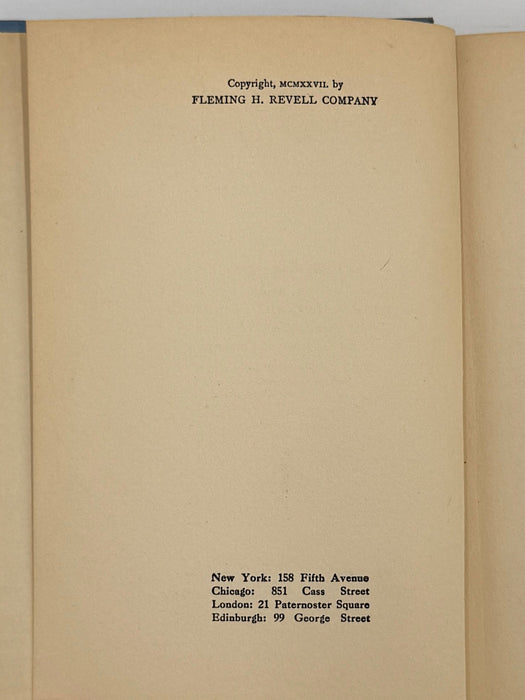 Copyright, MCMXXVII. by
FLEMING H. REVELL COMPANY
New York: 158 Fifth Avenue
Chicago: 851 Cass Street
London: 21 Paternoster Square
Edinburgh: 99 George Street